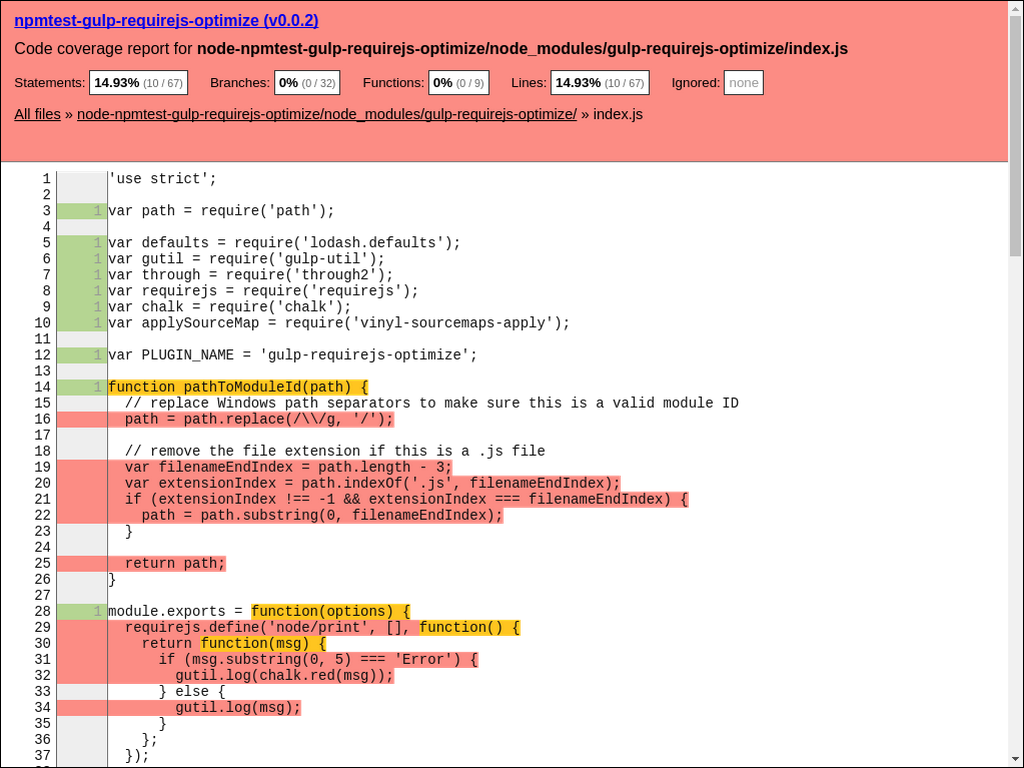 npmtest-gulp-requirejs-optimize (v0.0.2)
Code coverage report for node-npmtest-gulp-requirejs-optimize/node_modules/gulp-requirejs-optimize/index.js
Statements: 14.93% (10 / 67) Branches: 0% (0 / 32) Functions: 0% (0 / 9) Lines: 14.93% (10 / 67) Ignored: none
All files » node-npmtest-gulp-requirejs-optimize/node_modules/gulp-requirejs-optimize/ » index.js
1 'use strict';
2
3 1 var path = require('path');
4
5 1 var defaults = require('lodash.defaults');
6 1 var gutil = require('gulp-util');
7 1 var through = require('through2');
8 1 var requirejs = require('requirejs');
9 1 var chalk = require('chalk');
10 1 var applySourceMap = require('vinyl-sourcemaps-apply');
11
12 1 var PLUGIN_NAME = 'gulp-requirejs-optimize';
13
14 1 function pathToModuleId(path) {
15   // replace Windows path separators to make sure this is a valid module ID
16   path = path.replace(/\\/g, '/');
17
18   // remove the file extension if this is a .js file
19   var filenameEndIndex = path.length - 3;
20   var extensionIndex = path.indexOf('.js', filenameEndIndex);
21   if (extensionIndex !== -1 && extensionIndex === filenameEndIndex) {
22     path = path.substring(0, filenameEndIndex);
23   }
24
25   return path;
26 }
27
28 1 module.exports = function(options) {
29   requirejs.define('node/print', [], function() {
30     return function(msg) {
31       if (msg.substring(0, 5) === 'Error') {
32         gutil.log(chalk.red(msg));
33       } else {
34         gutil.log(msg);
35       }
36     };
37   });